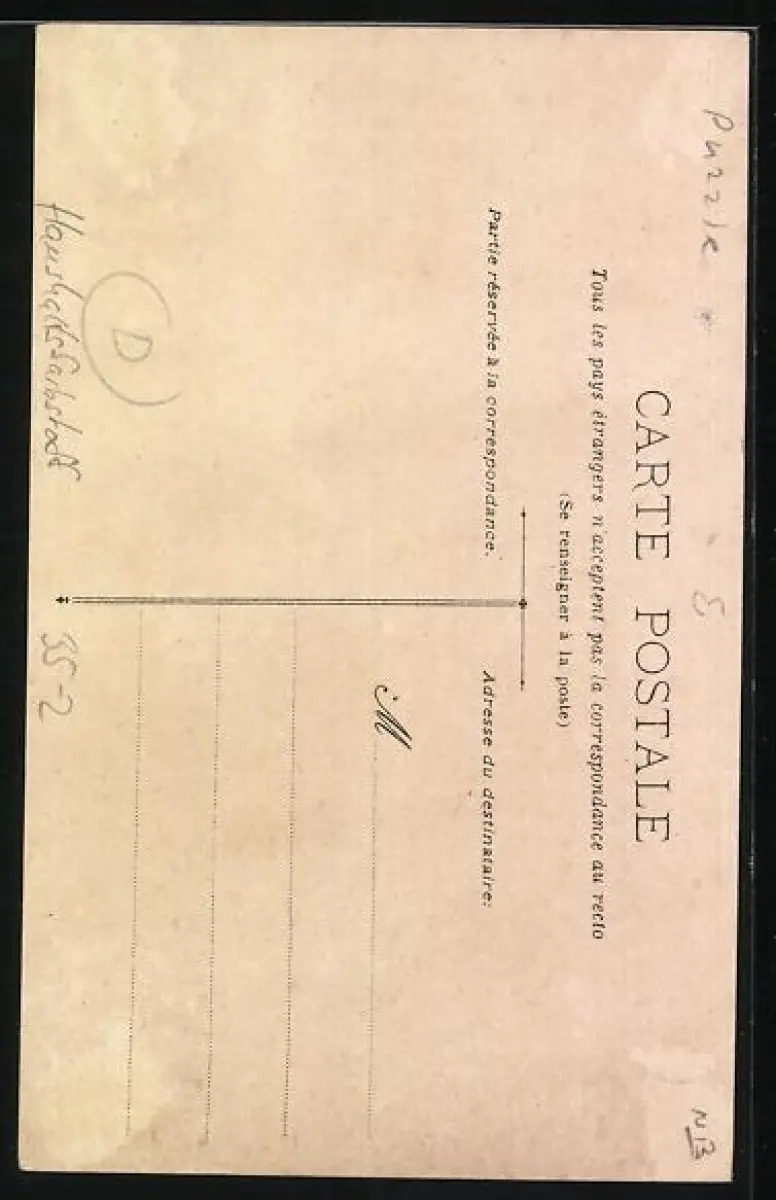 Puzzle
CARTE POSTALE
Tous les pays étrangers n'acceptent pas la correspondance au recto
(Se renseigner à la poste)
Partie réservée à la correspondance.
Adresse du destinataire:
M
D
35-2